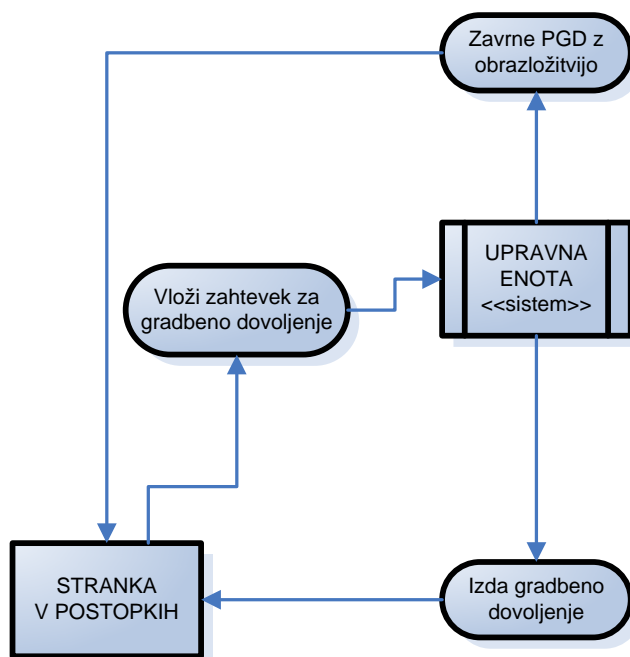 Zavrne PGD z
obrazložitvijo
UPRAVNA
ENOTA
<<sistem>>
Vloži zahtevek za
gradbeno dovoljenje
STRANKA
V POSTOPKIH
Izda gradbeno
dovoljenje